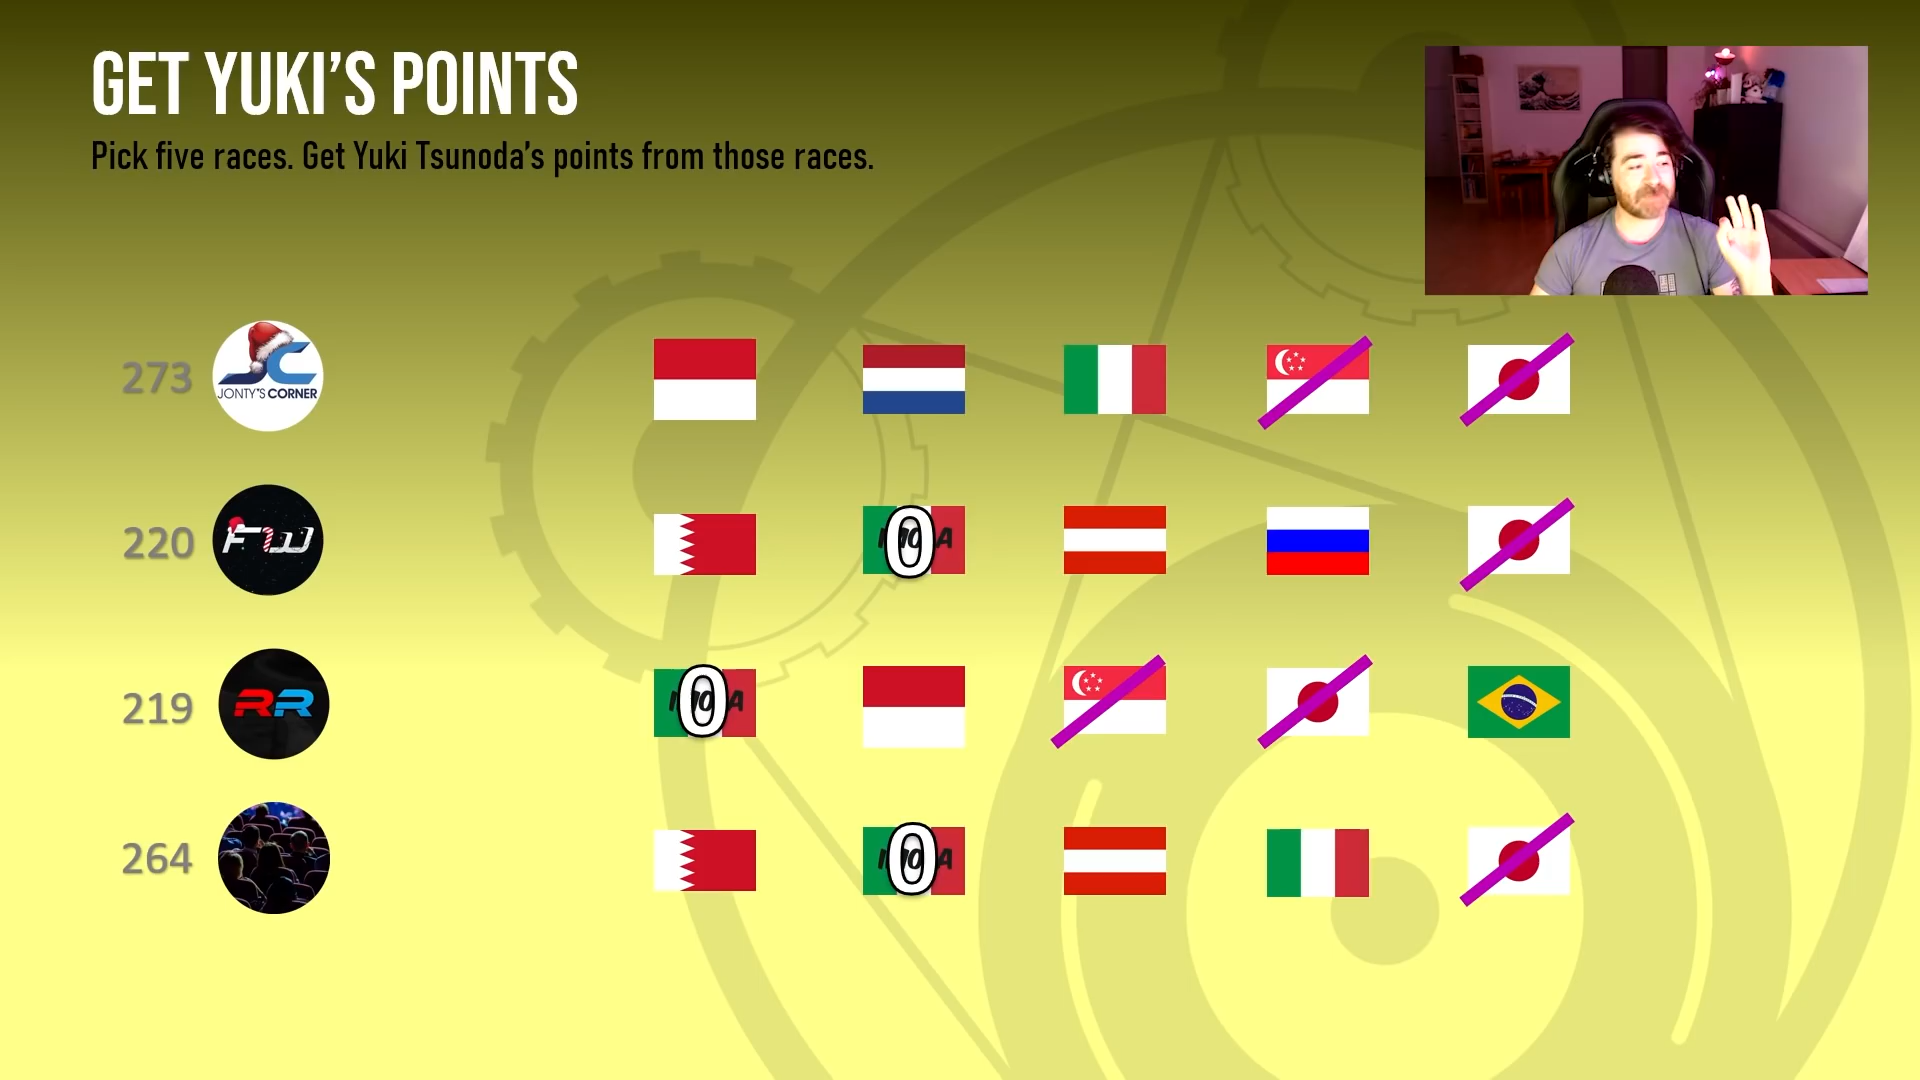 GET YUKI'S POINTS
Pick five races. Get Yuki Tsunoda's points from those races.
273
JONTY'S CORNER
220
FW
0
219
RR
0
264
0